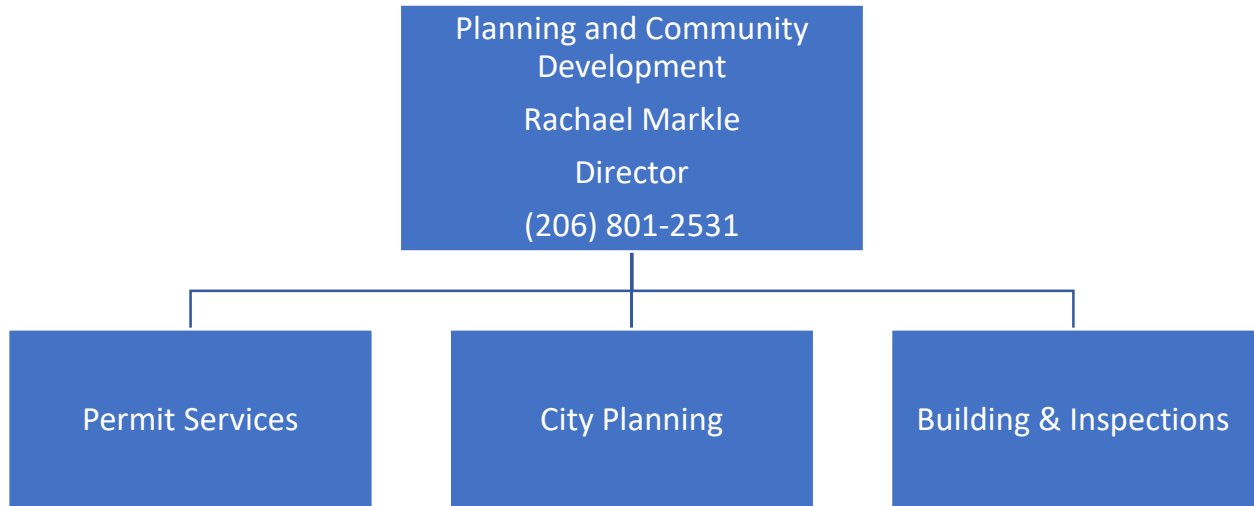 Planning and Community
Development
Rachael Markle
Director
(206) 801-2531
Permit Services
City Planning
Building & Inspections